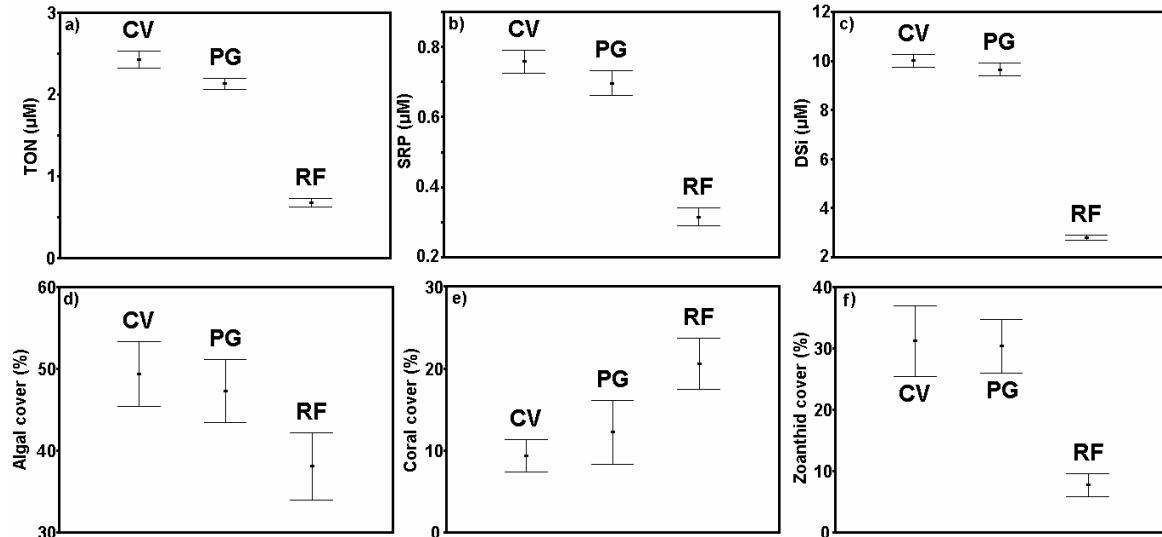 a)
TON (µM)
3
2
1
0
CV
PG
RF
b)
SRP (µM)
0.8
0.6
0.4
0.2
CV
PG
RF
c)
DSi (µM)
12
10
8
6
4
2
CV
PG
RF
d)
Algal cover (%)
60
50
40
30
CV
PG
RF
e)
Coral cover (%)
30
20
10
0
CV
PG
RF
f)
Zoanthid cover (%)
40
30
20
10
0
CV
PG
RF